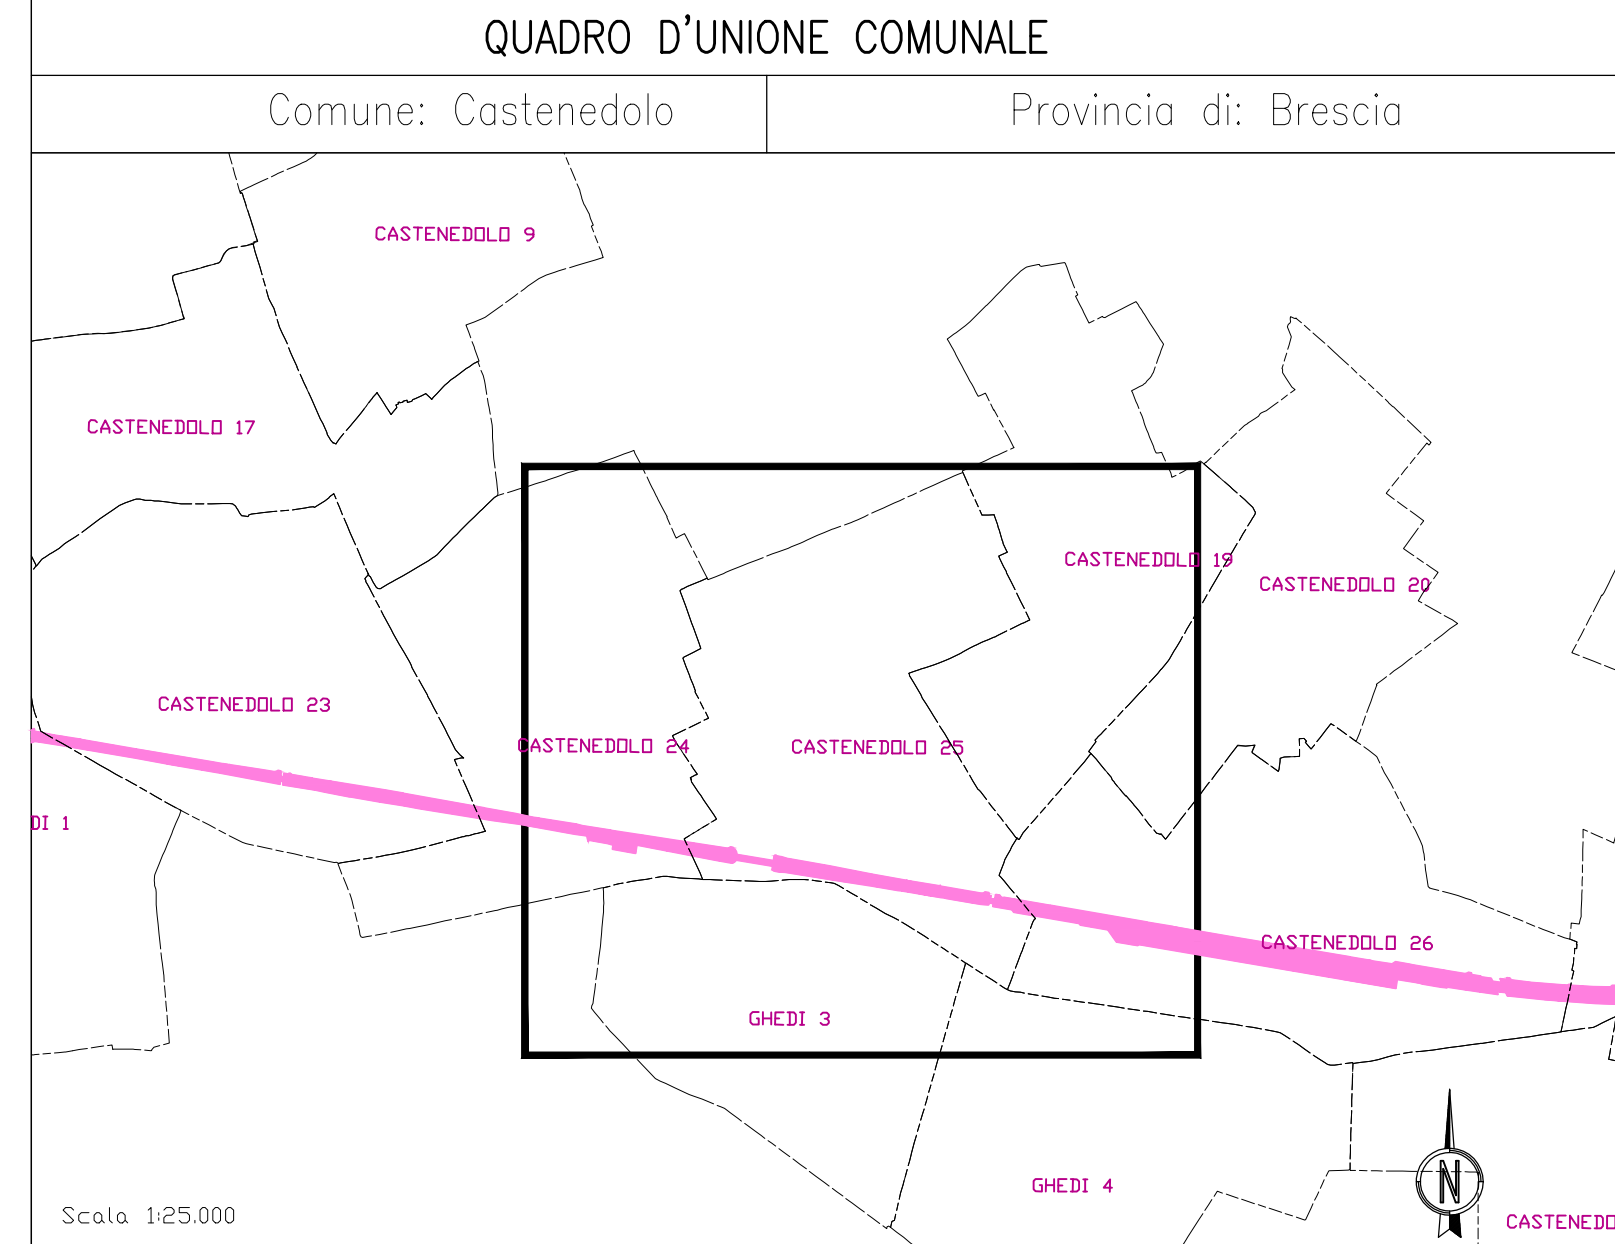 QUADRO D'UNIONE COMUNALE
Comune: Castenedolo
Provincia di: Brescia
CASTENEDOLO 9
CASTENEDOLO 17
CASTENEDOLO 19
CASTENEDOLO 20
CASTENEDOLO 23
CASTENEDOLO 24
CASTENEDOLO 25
DI 1
CASTENEDOLO 26
GHEDI 3
GHEDI 4
N
Scala 1:25.000
CASTENEDO